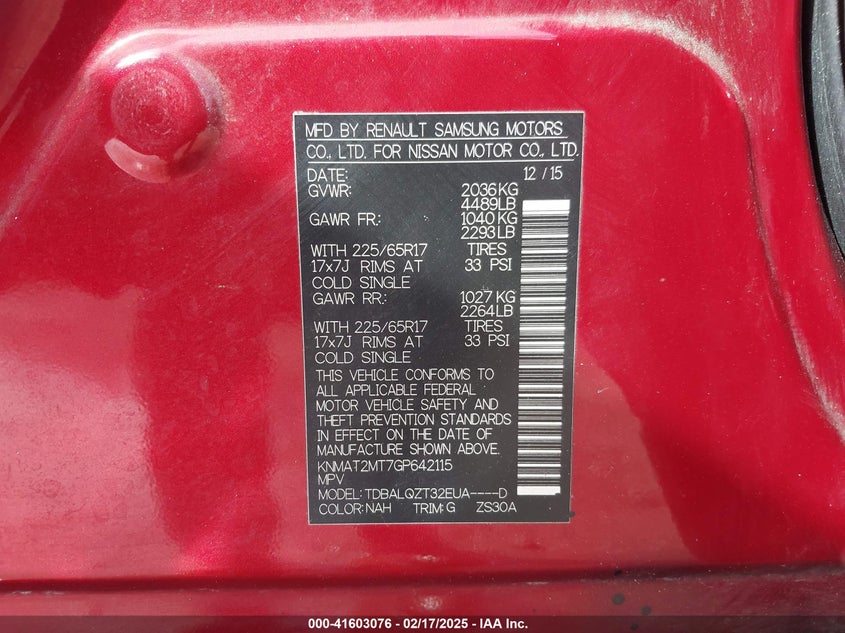 MFD BY RENAULT SAMSUNG MOTORS
CO., LTD. FOR NISSAN MOTOR CO., LTD.
DATE: 12 / 15
GVWR: 2036KG
4489LB
GAWR FR.: 1040KG
2293LB
WITH 225/65R17 TIRES
17x7J RIMS AT 33 PSI
COLD SINGLE
GAWR RR.: 1027KG
2264LB
WITH 225/65R17 TIRES
17x7J RIMS AT 33 PSI
COLD SINGLE
THIS VEHICLE CONFORMS TO
ALL APPLICABLE FEDERAL
MOTOR VEHICLE SAFETY AND
THEFT PREVENTION STANDARDS
IN EFFECT ON THE DATE OF
MANUFACTURE SHOWN ABOVE.
KNMAT2MT7GP642115
MPV
MODEL:TDBALQZT32EUA----D
COLOR:NAH TRIM:G ZS30A
000-41603076 - 02/17/2025 - IAA Inc.